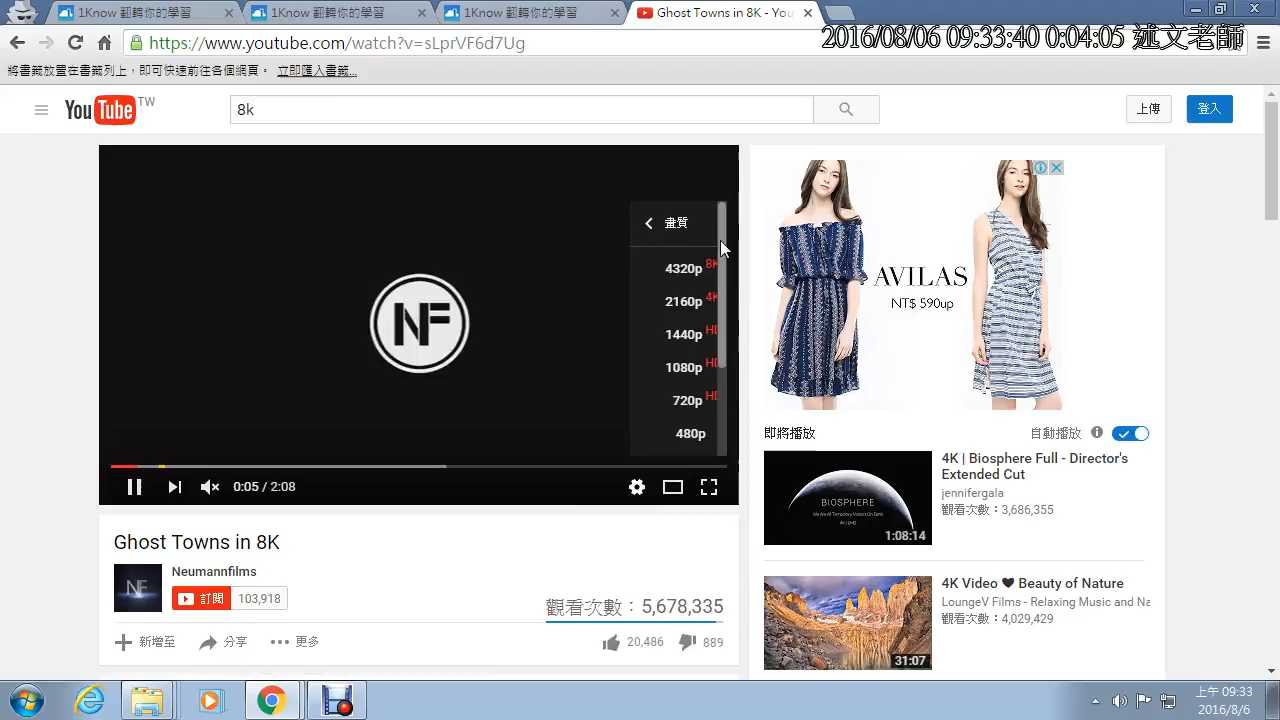 1Know 翻轉你的學習
1Know 翻轉你的學習
1Know 翻轉你的學習
Ghost Towns in 8K - You
https://www.youtube.com/watch?v=sLprVF6d7Ug
2016/08/06 09:33:40 0:04:05 述文老師
將書籤放置在書籤列上，即可快速前往各個網頁。 立即匯入書籤...
YouTube TW
8k
上傳
登入
NF
畫質
4320p 8K
2160p 4K
1440p HD
1080p HD
720p HD
480p
0:05 / 2:08
AVILAS
NT$ 590up
即將播放
自動播放
BIOSPHERE
1:08:14
4K | Biosphere Full - Director's
Extended Cut
jennifergala
觀看次數：3,686,355
31:07
4K Video ❤ Beauty of Nature
LoungeV Films - Relaxing Music and Na
觀看次數：4,029,429
Ghost Towns in 8K
NF
Neumannfilms
訂閱 103,918
觀看次數：5,678,335
新增至
分享
更多
20,486
889
上午 09:33
2016/8/6